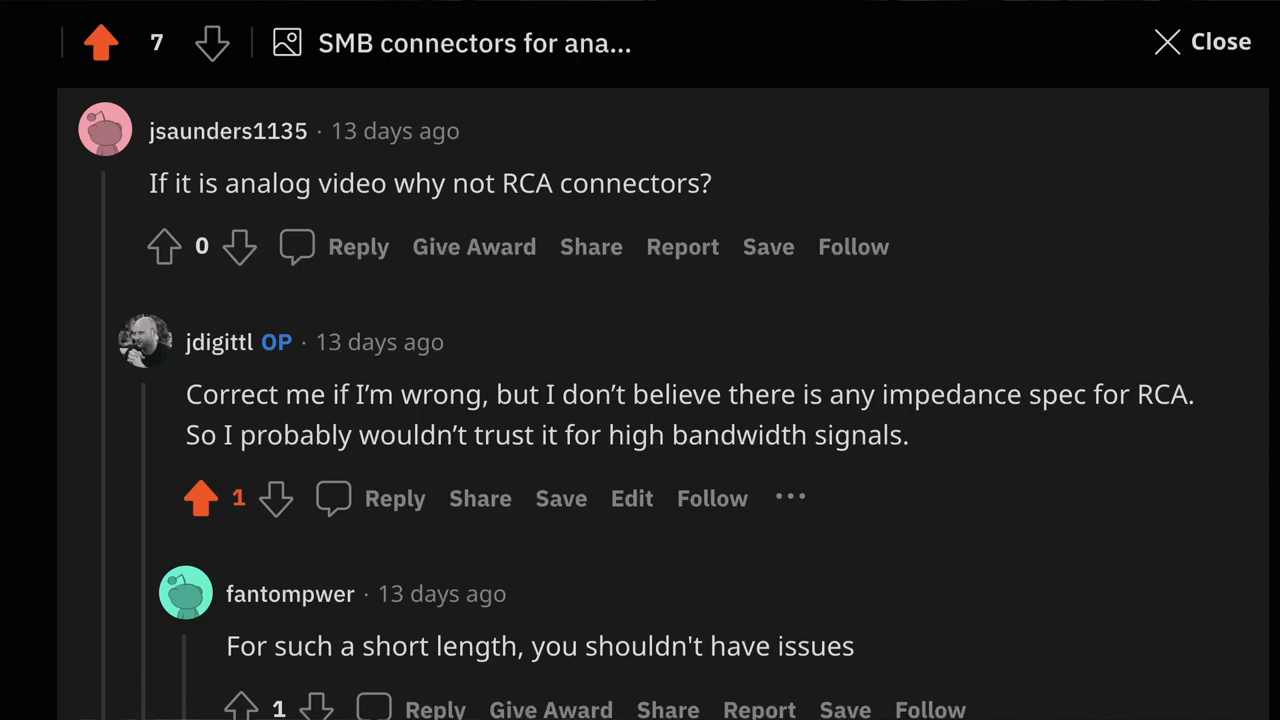 7 SMB connectors for ana... Close
jsaunders1135 · 13 days ago
If it is analog video why not RCA connectors?
0 Reply Give Award Share Report Save Follow
jdigittl OP · 13 days ago
Correct me if I’m wrong, but I don’t believe there is any impedance spec for RCA.
So I probably wouldn’t trust it for high bandwidth signals.
1 Reply Share Save Edit Follow ...
fantompwer · 13 days ago
For such a short length, you shouldn't have issues
1 Reply Give Award Share Report Save Follow